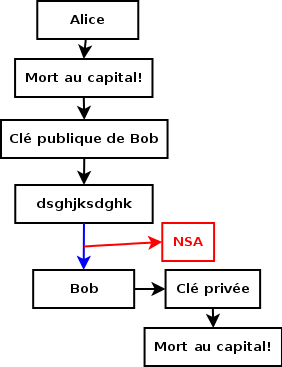 Alice
Mort au capital!
Clé publique de Bob
dsghjksdghk
NSA
Bob
Clé privée
Mort au capital!